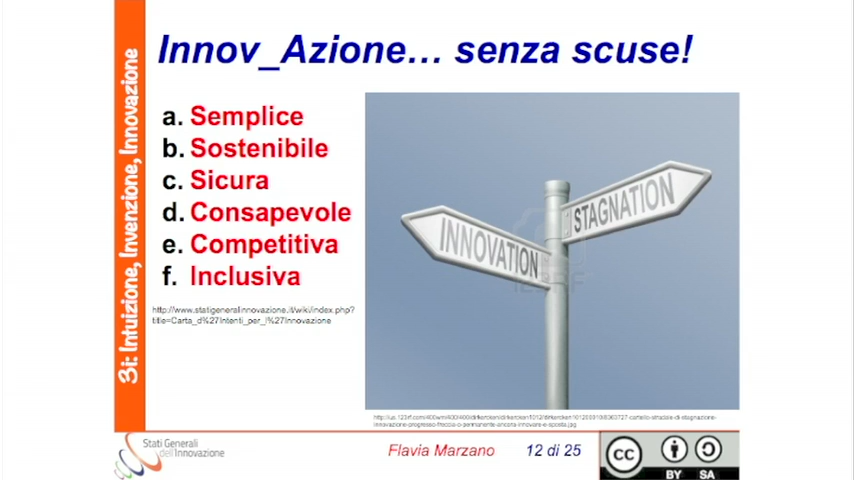 Innov_Azione... senza scuse!
3i: Intuizione, Invenzione, Innovazione
a. Semplice
b. Sostenibile
c. Sicura
d. Consapevole
e. Competitiva
f. Inclusiva
http://www.statigeneralinnovazione.it/wiki/index.php?
title=Carta_d%27Intenti_per_l%27Innovazione
INNOVATION
STAGNATION
Stati Generali
dell'Innovazione
Flavia Marzano
12 di 25
cc
BY SA